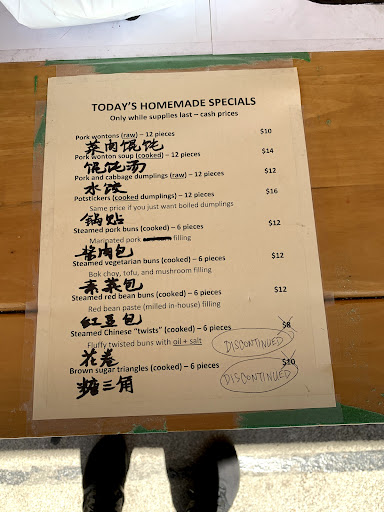 TODAY'S HOMEMADE SPECIALS
Only while supplies last – cash prices
Pork wontons (raw) – 12 pieces $10
菜肉馄饨
Pork wonton soup (cooked) – 12 pieces $14
馄饨汤
Pork and cabbage dumplings (raw) – 12 pieces $12
水饺
Potstickers (cooked dumplings) – 12 pieces $16
Same price if you just want boiled dumplings
锅贴
Steamed pork buns (cooked) – 6 pieces $12
Marinated pork filling
酱肉包
Steamed vegetarian buns (cooked) – 6 pieces $12
Bok choy, tofu, and mushroom filling
素菜包
Steamed red bean buns (cooked) – 6 pieces $12
Red bean paste (milled in-house) filling
红豆包
Steamed Chinese "twists" (cooked) – 6 pieces $8
Fluffy twisted buns with oil + salt DISCONTINUED
花卷
Brown sugar triangles (cooked) – 6 pieces $10
糖三角 DISCONTINUED